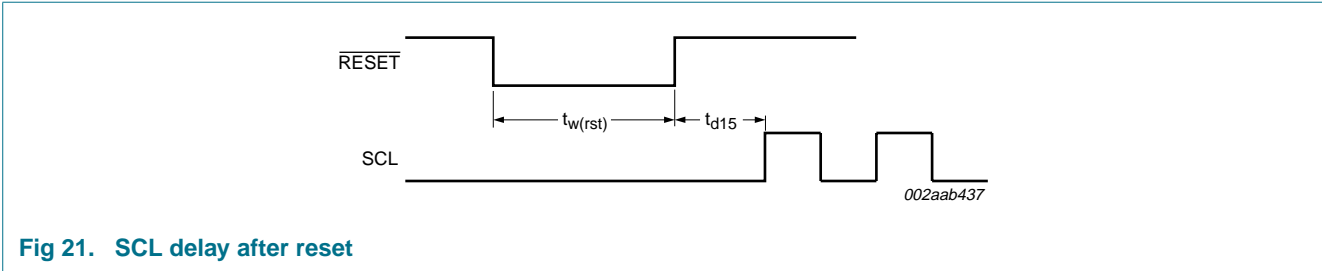 RESET
tw(rst)
td15
SCL
002aab437
Fig 21. SCL delay after reset